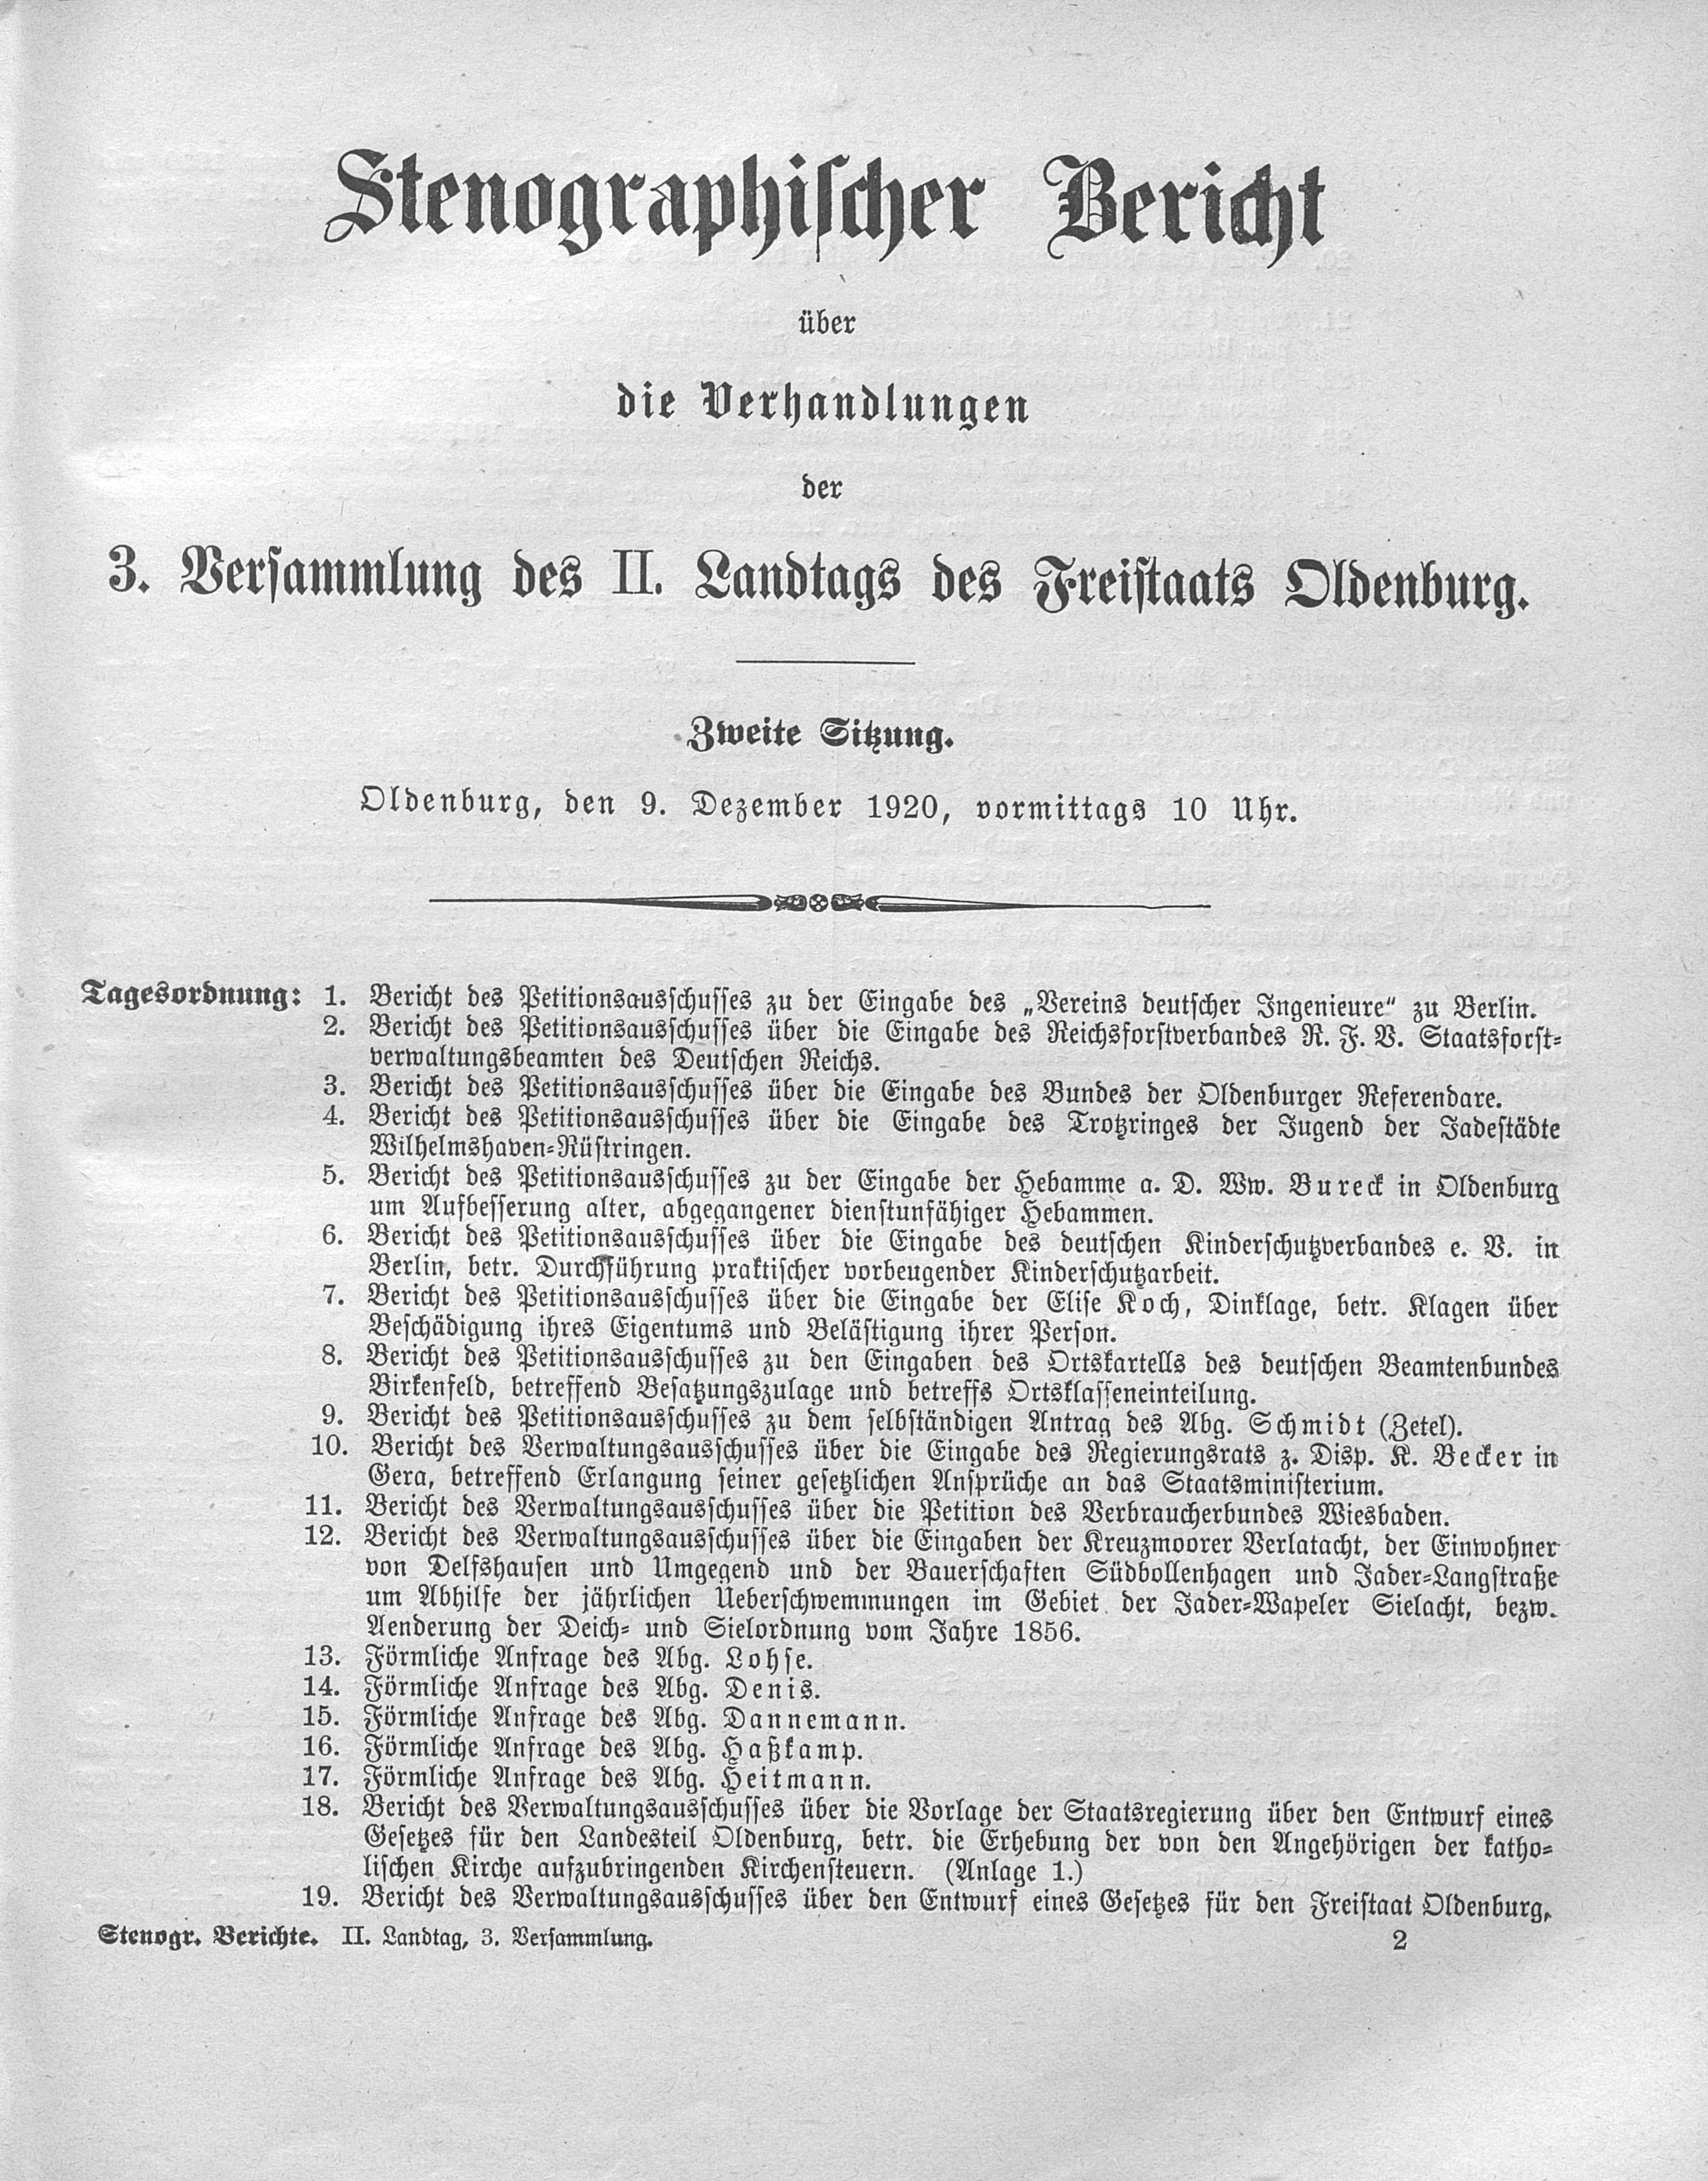 Stenographischer Bericht
über
die Verhandlungen
der
3. Versammlung des II. Landtags des Freistaats Oldenburg.
Zweite Sitzung.
Oldenburg, den 9. Dezember 1920, vormittags 10 Uhr.
Tagesordnung: 1. Bericht des Petitionsausschusses zu der Eingabe des „Vereins deutscher Ingenieure“ zu Berlin.
2. Bericht des Petitionsausschusses über die Eingabe des Reichsforstverbandes R. F. V. Staatsforst-
verwaltungsbeamten des Deutschen Reichs.
3. Bericht des Petitionsausschusses über die Eingabe des Bundes der Oldenburger Referendare.
4. Bericht des Petitionsausschusses über die Eingabe des Trotzringes der Jugend der Jadestädte
Wilhelmshaven-Rüstringen.
5. Bericht des Petitionsausschusses zu der Eingabe der Hebamme a. D. Ww. Bureck in Oldenburg
um Aufbesserung alter, abgegangener dienstunfähiger Hebammen.
6. Bericht des Petitionsausschusses über die Eingabe des deutschen Kinderschutzverbandes e. V. in
Berlin, betr. Durchführung praktischer vorbeugender Kinderschutzarbeit.
7. Bericht des Petitionsausschusses über die Eingabe der Elise Koch, Dinklage, betr. Klagen über
Beschädigung ihres Eigentums und Belästigung ihrer Person.
8. Bericht des Petitionsausschusses zu den Eingaben des Ortskartells des deutschen Beamtenbundes
Birkenfeld, betreffend Besatzungszulage und betreffs Ortsklasseneinteilung.
9. Bericht des Petitionsausschusses zu dem selbständigen Antrag des Abg. Schmidt (Zetel).
10. Bericht des Verwaltungsausschusses über die Eingabe des Regierungsrats z. Disp. K. Becker in
Gera, betreffend Erlangung seiner gesetzlichen Ansprüche an das Staatsministerium.
11. Bericht des Verwaltungsausschusses über die Petition des Verbraucherbundes Wiesbaden.
12. Bericht des Verwaltungsausschusses über die Eingaben der Kreuzmoorer Verlatacht, der Einwohner
von Delfshausen und Umgegend und der Bauerschaften Südbollenhagen und Jader-Langstraße
um Abhilfe der jährlichen Ueberschwemmungen im Gebiet der Jader-Wapeler Sielacht, bezw.
Aenderung der Deich- und Sielordnung vom Jahre 1856.
13. Förmliche Anfrage des Abg. Lohse.
14. Förmliche Anfrage des Abg. Denis.
15. Förmliche Anfrage des Abg. Dannemann.
16. Förmliche Anfrage des Abg. Haßkamp.
17. Förmliche Anfrage des Abg. Heitmann.
18. Bericht des Verwaltungsausschusses über die Vorlage der Staatsregierung über den Entwurf eines
Gesetzes für den Landesteil Oldenburg, betr. die Erhebung der von den Angehörigen der katho-
lischen Kirche aufzubringenden Kirchensteuern. (Anlage 1.)
19. Bericht des Verwaltungsausschusses über den Entwurf eines Gesetzes für den Freistaat Oldenburg,
Stenogr. Berichte. II. Landtag, 3. Versammlung. 2